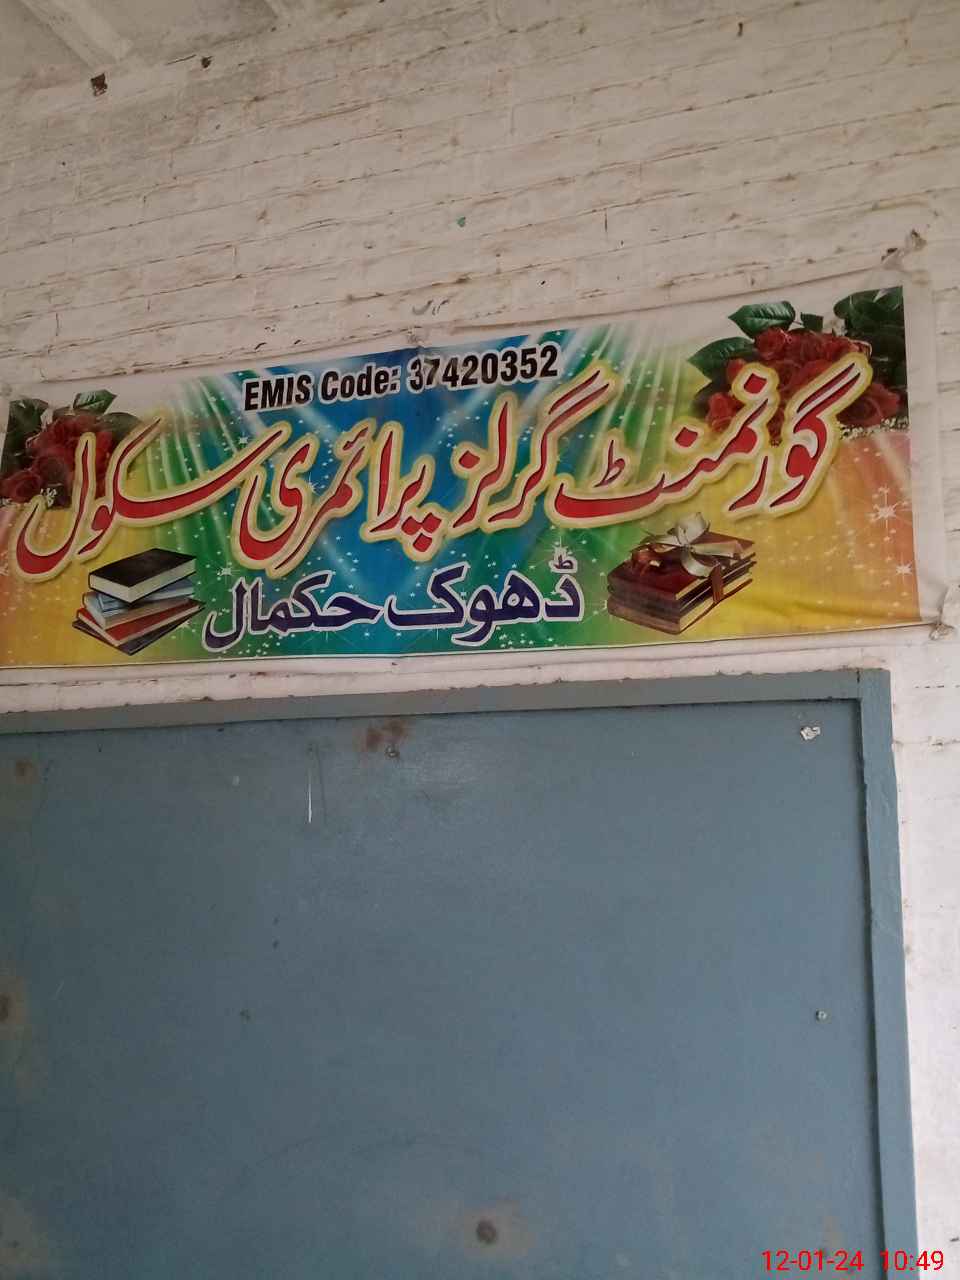 EMIS Code: 37420352
گورنمنٹ گرلز پرائمری سکول
ڈھوک حکمال
12-01-24 10:49